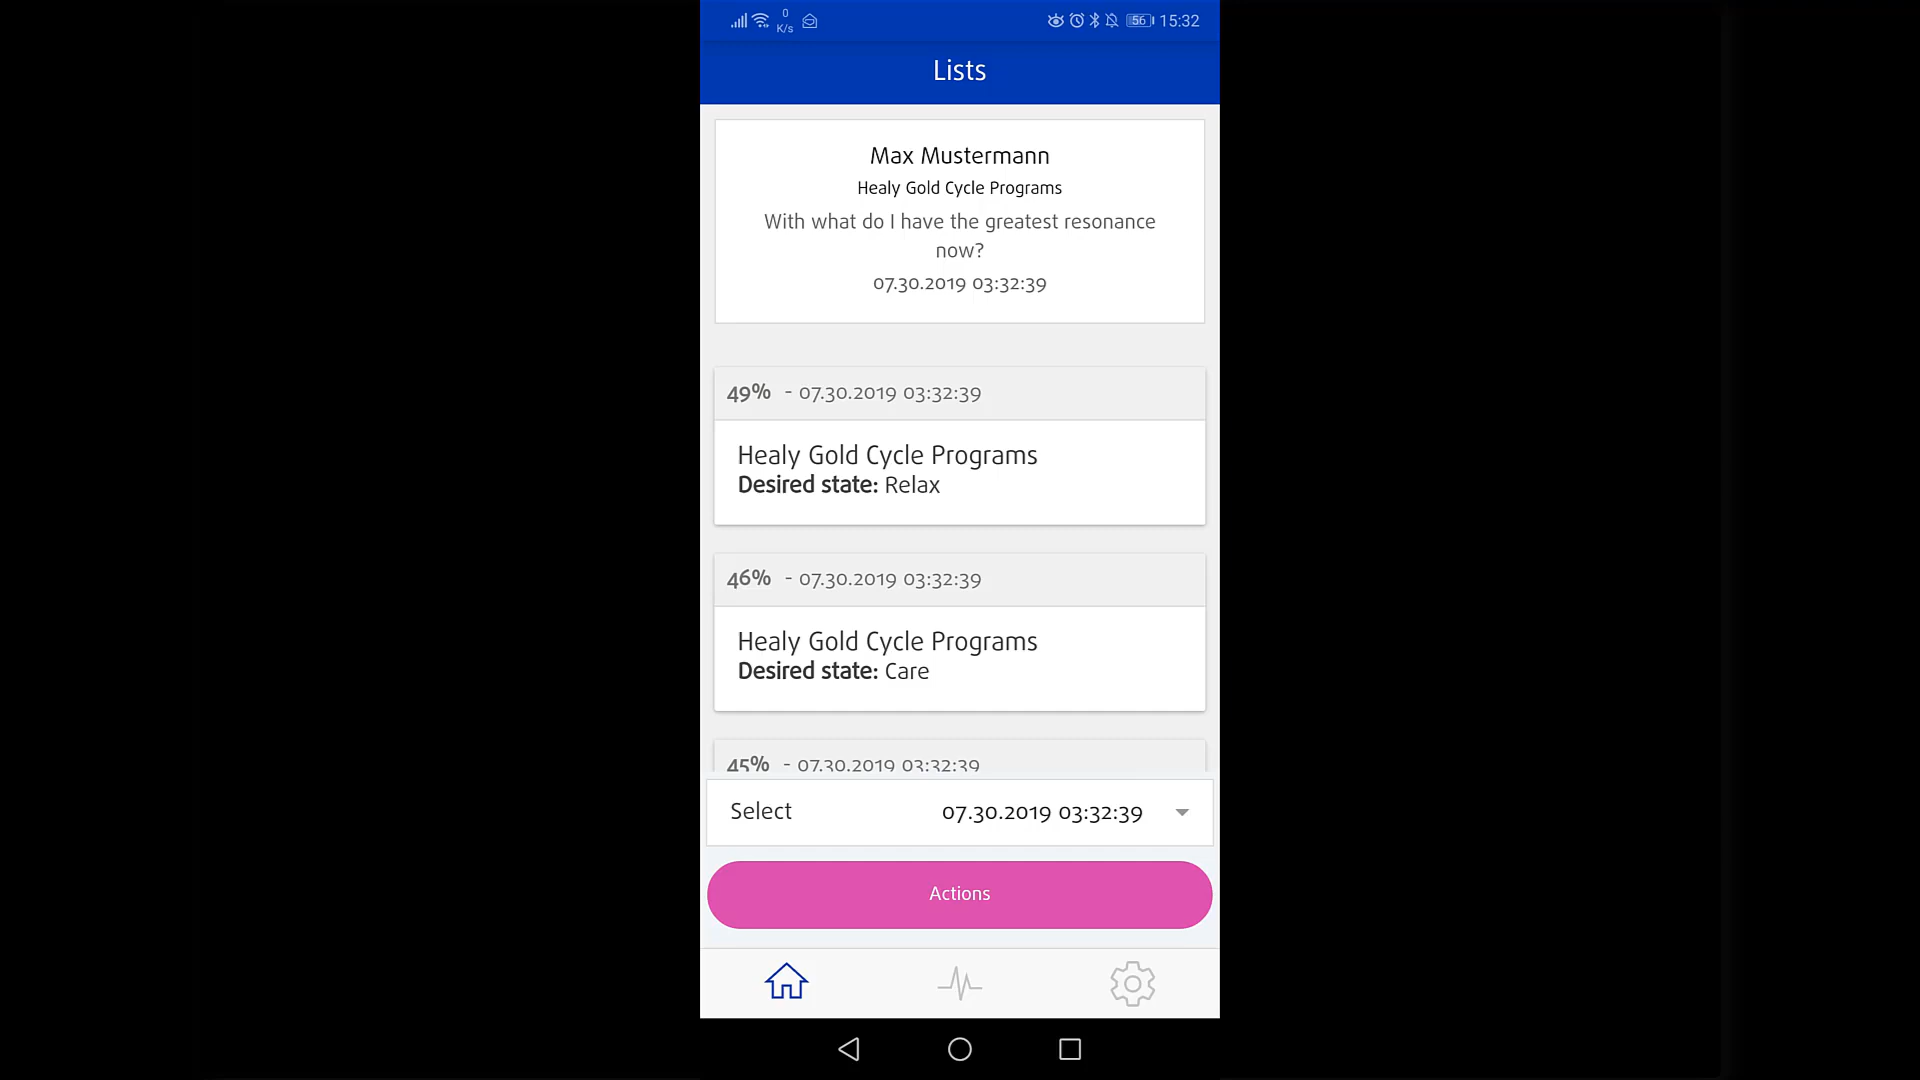 0
K/s
56 15:32
Lists
Max Mustermann
Healy Gold Cycle Programs
With what do I have the greatest resonance
now?
07.30.2019 03:32:39
49% - 07.30.2019 03:32:39
Healy Gold Cycle Programs
Desired state: Relax
46% - 07.30.2019 03:32:39
Healy Gold Cycle Programs
Desired state: Care
45% - 07.30.2019 03:32:39
Select 07.30.2019 03:32:39
Actions